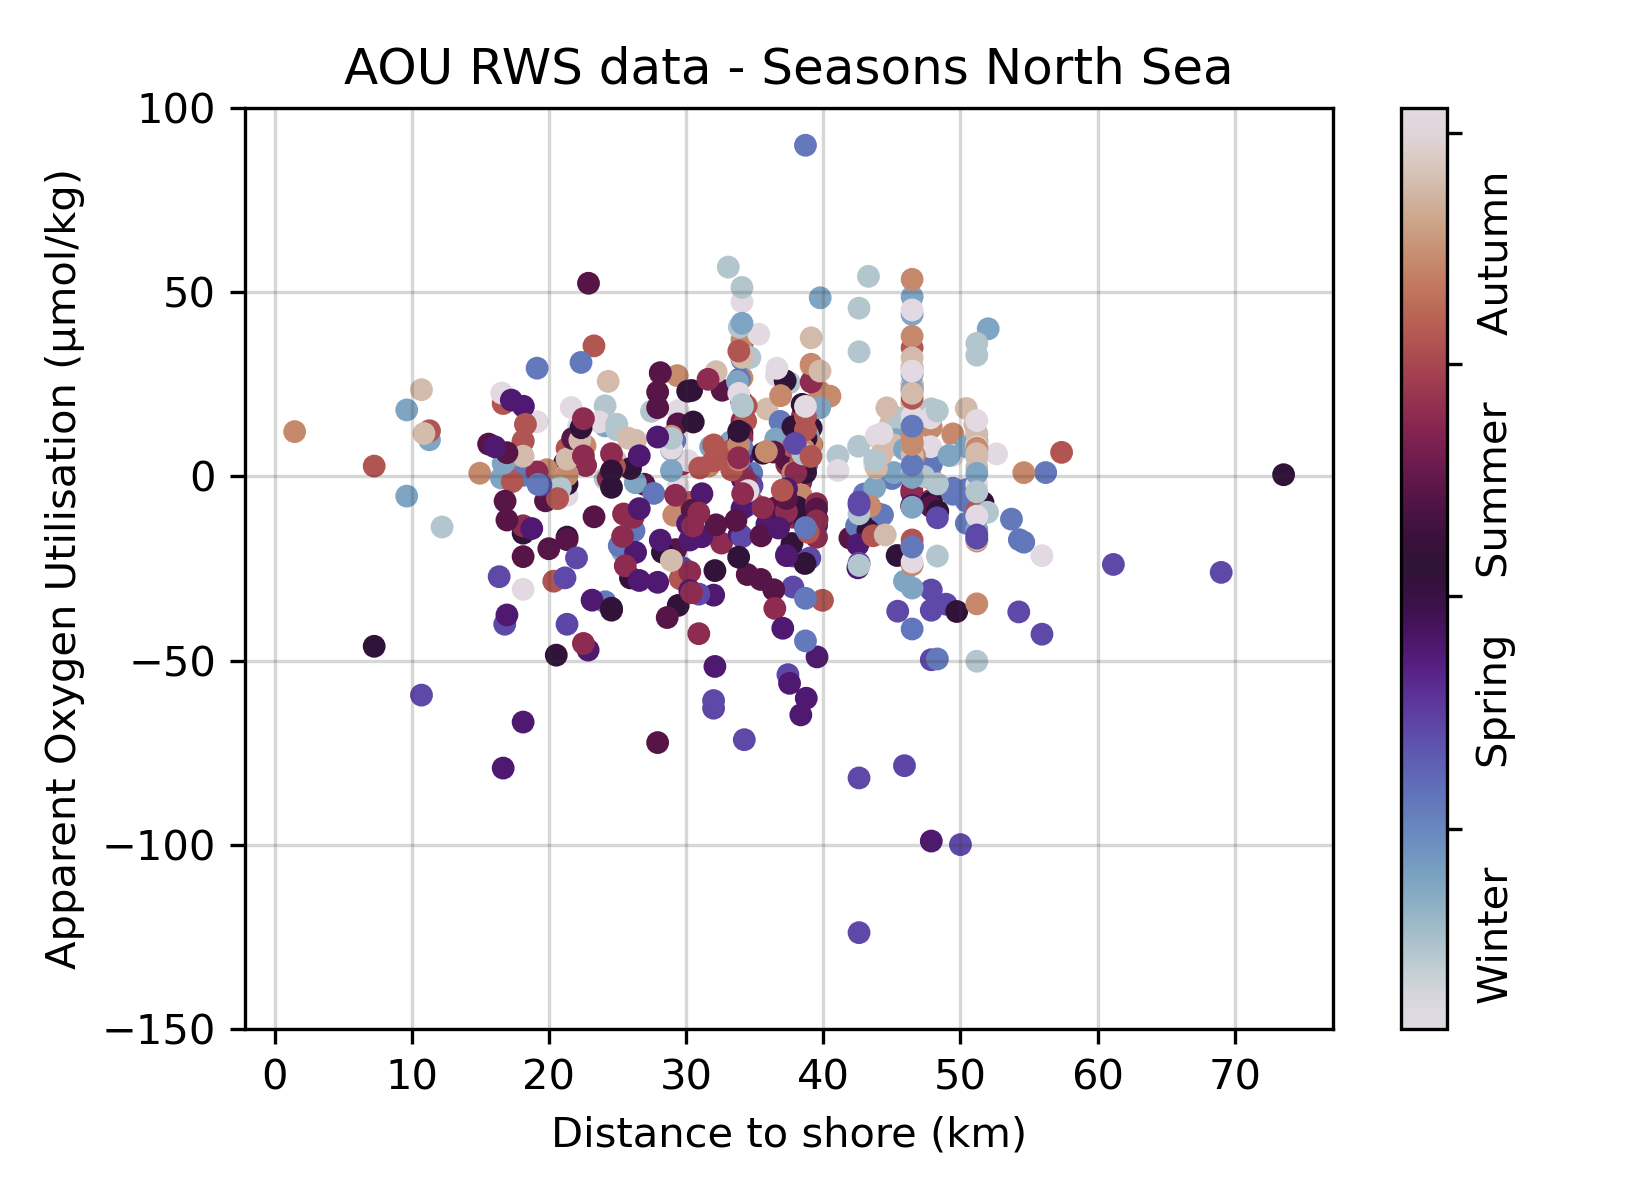 AOU RWS data - Seasons North Sea
100
50
0
−50
−100
−150
Apparent Oxygen Utilisation (µmol/kg)
0 10 20 30 40 50 60 70
Distance to shore (km)
Autumn
Summer
Spring
Winter